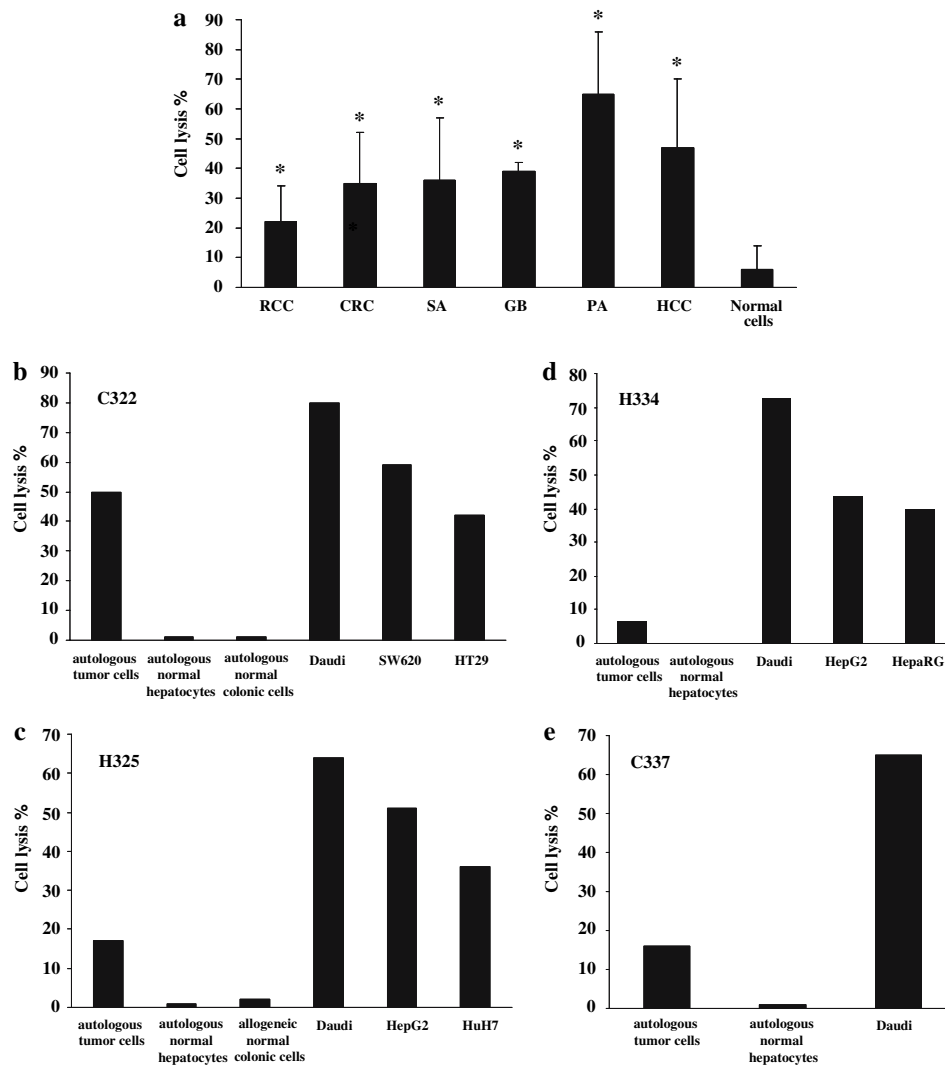 a
Cell lysis %
90
80
70
60
50
40
30
20
10
0
*
*
*
*
*
*
*
RCC CRC SA GB PA HCC Normal
cells
b
C322
Cell lysis %
90
80
70
60
50
40
30
20
10
0
autologous autologous autologous Daudi SW620 HT29
tumor cells normal normal
hepatocytes colonic cells
d
H334
Cell lysis %
80
70
60
50
40
30
20
10
0
autologous autologous Daudi HepG2 HepaRG
tumor cells normal
hepatocytes
c
H325
Cell lysis %
70
60
50
40
30
20
10
0
autologous autologous allogeneic Daudi HepG2 HuH7
tumor cells normal normal
hepatocytes colonic cells
e
C337
Cell lysis %
70
60
50
40
30
20
10
0
autologous autologous Daudi
tumor cells normal
hepatocytes